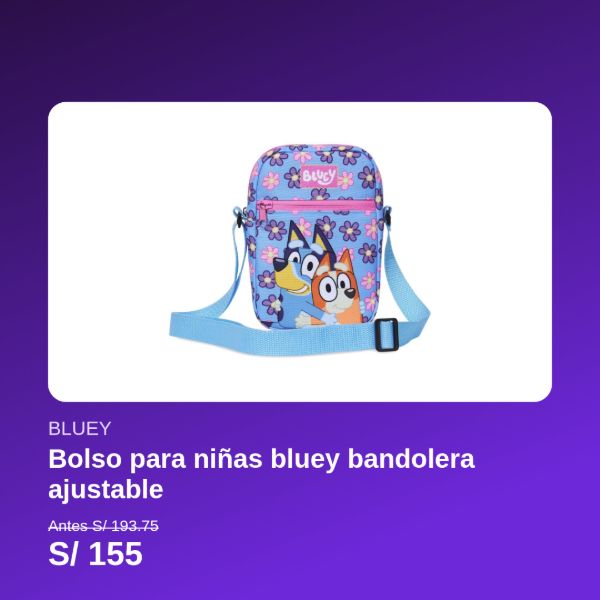 BLUEY
BLUEY
Bolso para niñas bluey bandolera
ajustable
Antes S/ 193.75
S/ 155